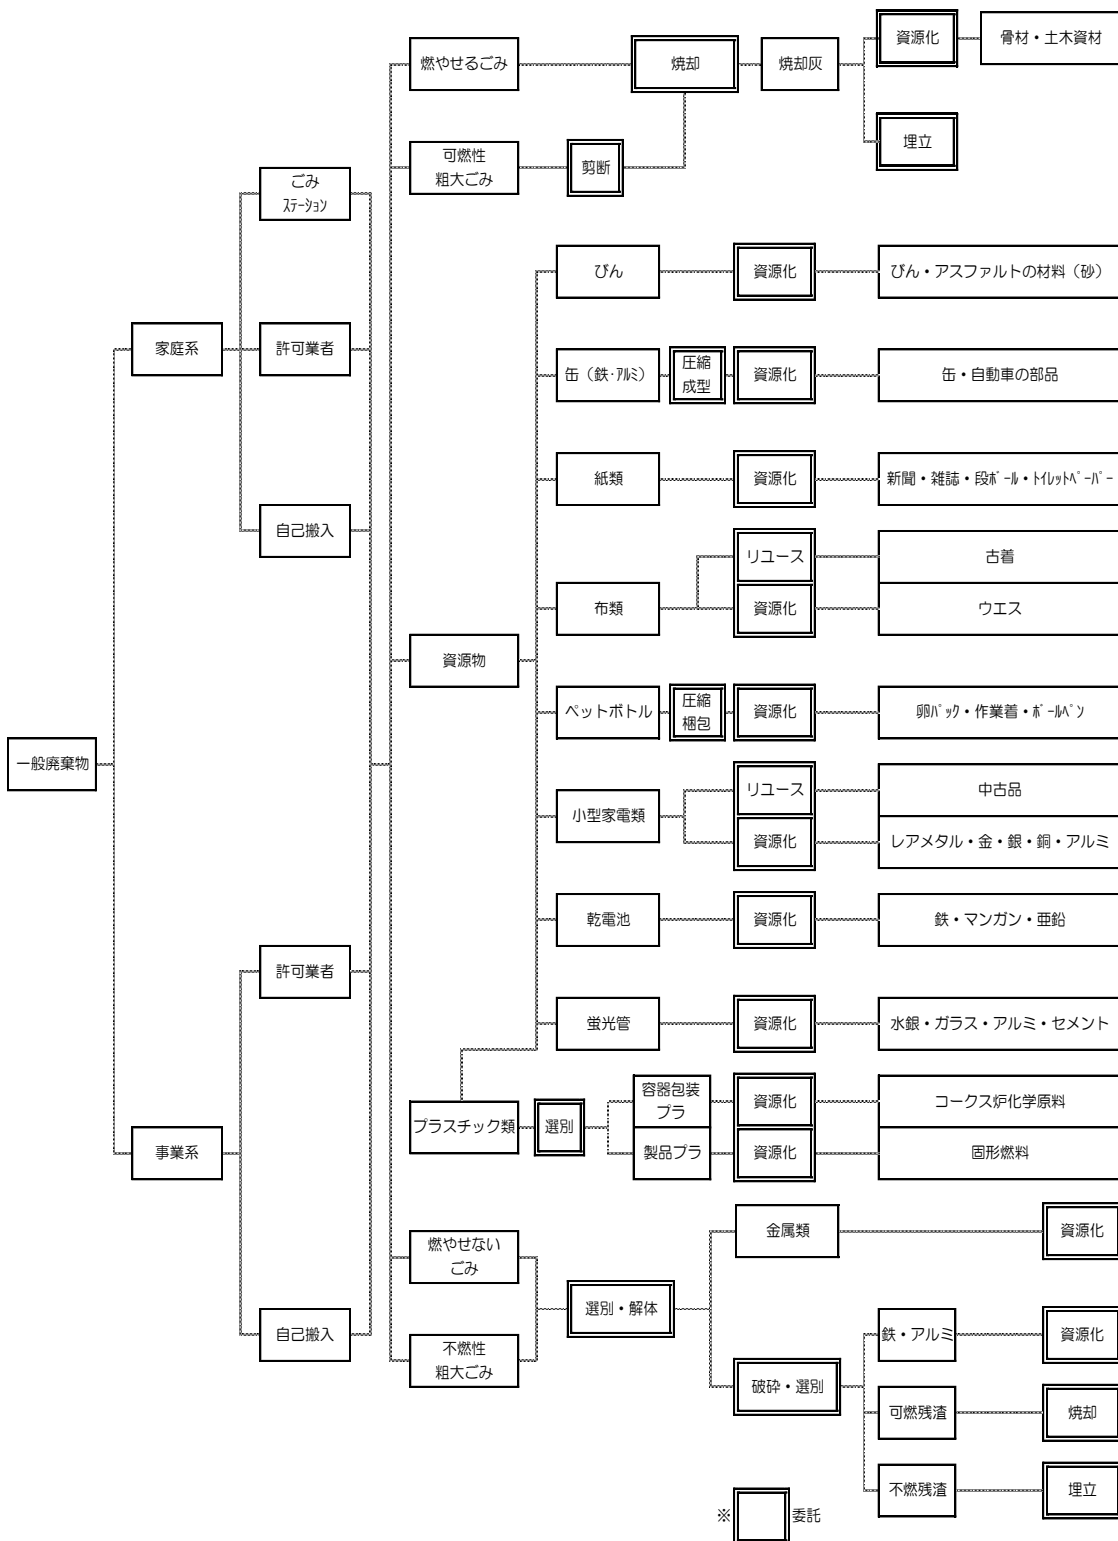 一般廃棄物
家庭系
事業系
ごみ
ｽﾃｰｼｮﾝ
許可業者
自己搬入
許可業者
自己搬入
燃やせるごみ
焼却
焼却灰
資源化
骨材・土木資材
埋立
可燃性
粗大ごみ
剪断
資源物
びん
資源化
びん・アスファルトの材料（砂）
缶（鉄･ｱﾙﾐ）
圧縮
成型
資源化
缶・自動車の部品
紙類
資源化
新聞・雑誌・段ﾎﾞｰﾙ・ﾄｲﾚｯﾄﾍﾟｰﾊﾟｰ
布類
リユース
古着
資源化
ウエス
ペットボトル
圧縮
梱包
資源化
卵ﾊﾟｯｸ・作業着・ﾎﾞｰﾙﾍﾟﾝ
小型家電類
リユース
中古品
資源化
レアメタル・金・銀・銅・アルミ
乾電池
資源化
鉄・マンガン・亜鉛
蛍光管
資源化
水銀・ガラス・アルミ・セメント
プラスチック類
選別
容器包装
プラ
資源化
コークス炉化学原料
製品プラ
資源化
固形燃料
燃やせない
ごみ
不燃性
粗大ごみ
選別・解体
金属類
資源化
破砕・選別
鉄・アルミ
資源化
可燃残渣
焼却
不燃残渣
埋立
※ 委託